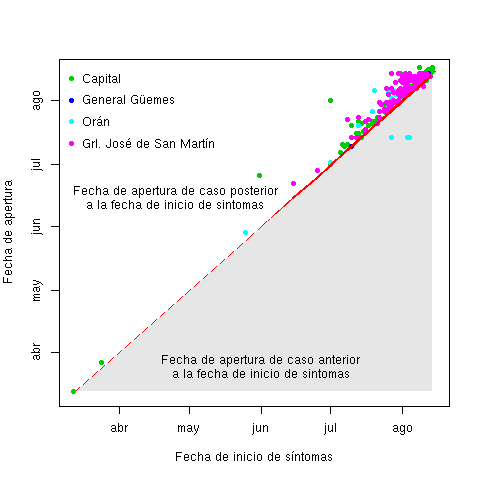 Capital
General Güemes
Orán
Grl. José de San Martín
Fecha de apertura de caso posterior
a la fecha de inicio de sintomas
Fecha de apertura de caso anterior
a la fecha de inicio de sintomas
Fecha de apertura
abr
may
jun
jul
ago
abr
may
jun
jul
ago
Fecha de inicio de síntomas